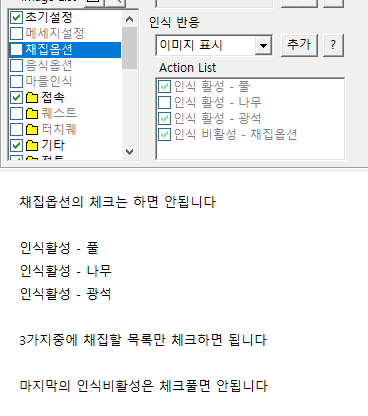 Image List
초기설정
메세지설정
채집옵션
음식옵션
마을인식
접속
퀘스트
터치퀘
기타
전투
인식 반응
이미지 표시
추가
?
Action List
인식 활성 - 풀
인식 활성 - 나무
인식 활성 - 광석
인식 비활성 - 채집옵션
채집옵션의 체크는 하면 안됩니다
인식활성 - 풀
인식활성 - 나무
인식활성 - 광석
3가지중에 채집할 목록만 체크하면 됩니다
마지막의 인식비활성은 체크풀면 안됩니다